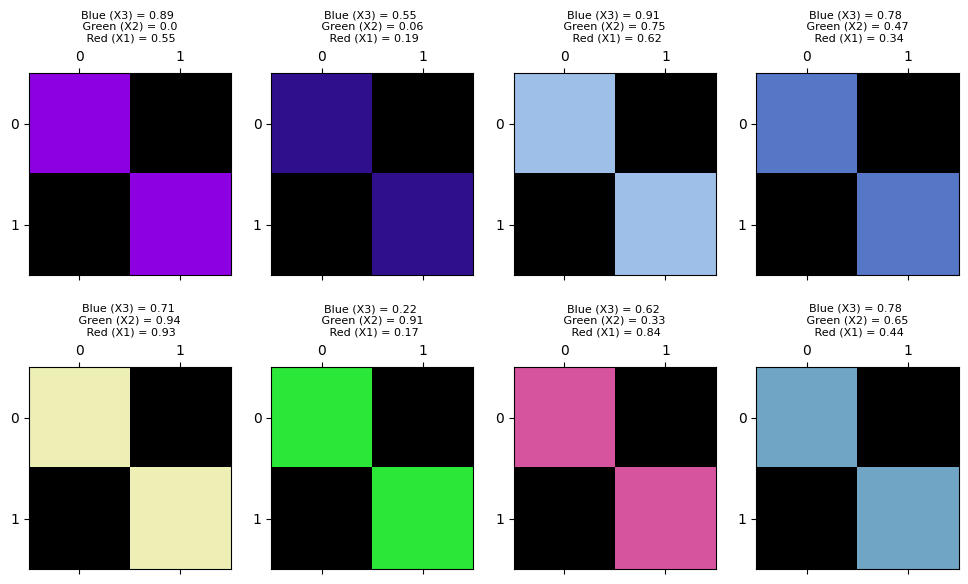 Blue (X3) = 0.89
Green (X2) = 0.0
Red (X1) = 0.55
0 1
0
1
Blue (X3) = 0.55
Green (X2) = 0.06
Red (X1) = 0.19
0 1
0
1
Blue (X3) = 0.91
Green (X2) = 0.75
Red (X1) = 0.62
0 1
0
1
Blue (X3) = 0.78
Green (X2) = 0.47
Red (X1) = 0.34
0 1
0
1
Blue (X3) = 0.71
Green (X2) = 0.94
Red (X1) = 0.93
0 1
0
1
Blue (X3) = 0.22
Green (X2) = 0.91
Red (X1) = 0.17
0 1
0
1
Blue (X3) = 0.62
Green (X2) = 0.33
Red (X1) = 0.84
0 1
0
1
Blue (X3) = 0.78
Green (X2) = 0.65
Red (X1) = 0.44
0 1
0
1